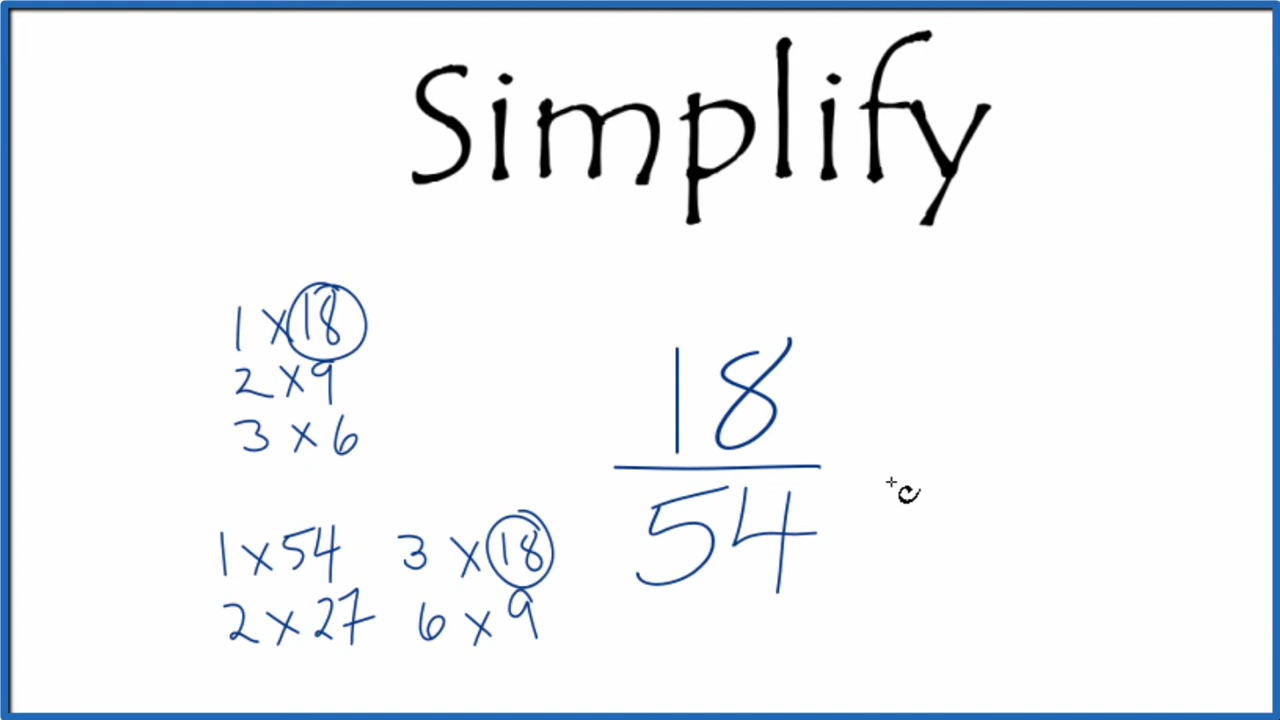 Simplify
1 x 18
2 x 9
3 x 6
18
54
1 x 54 3 x 18
2 x 27 6 x 9